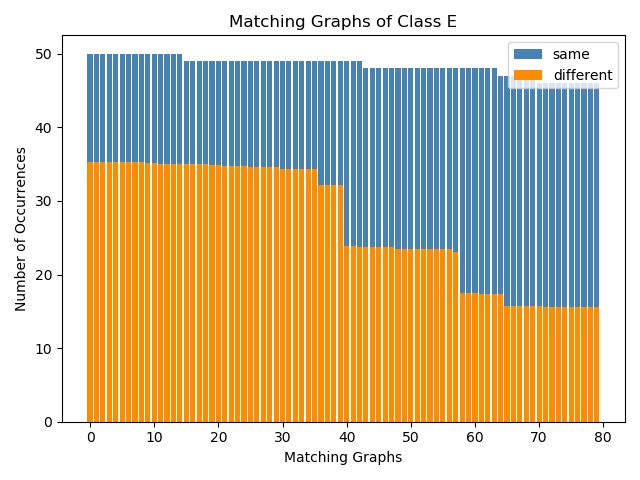 Matching Graphs of Class E
same
different
Number of Occurrences
50
40
30
20
10
0
0 10 20 30 40 50 60 70 80
Matching Graphs